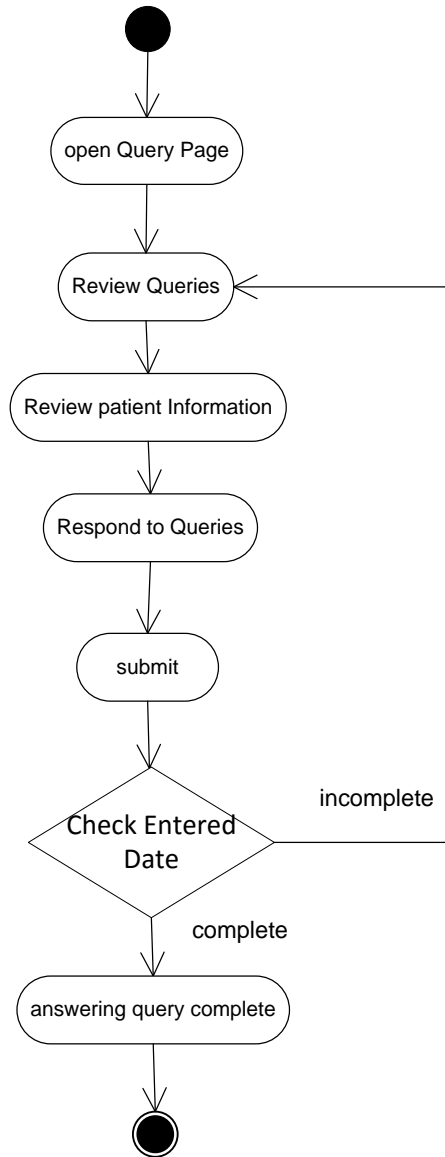 open Query Page
Review Queries
Review patient Information
Respond to Queries
submit
Check Entered
Date
incomplete
complete
answering query complete